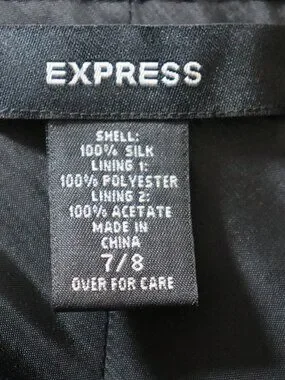 EXPRESS
SHELL:
100% SILK
LINING 1:
100% POLYESTER
LINING 2:
100% ACETATE
MADE IN
CHINA
7/8
OVER FOR CARE